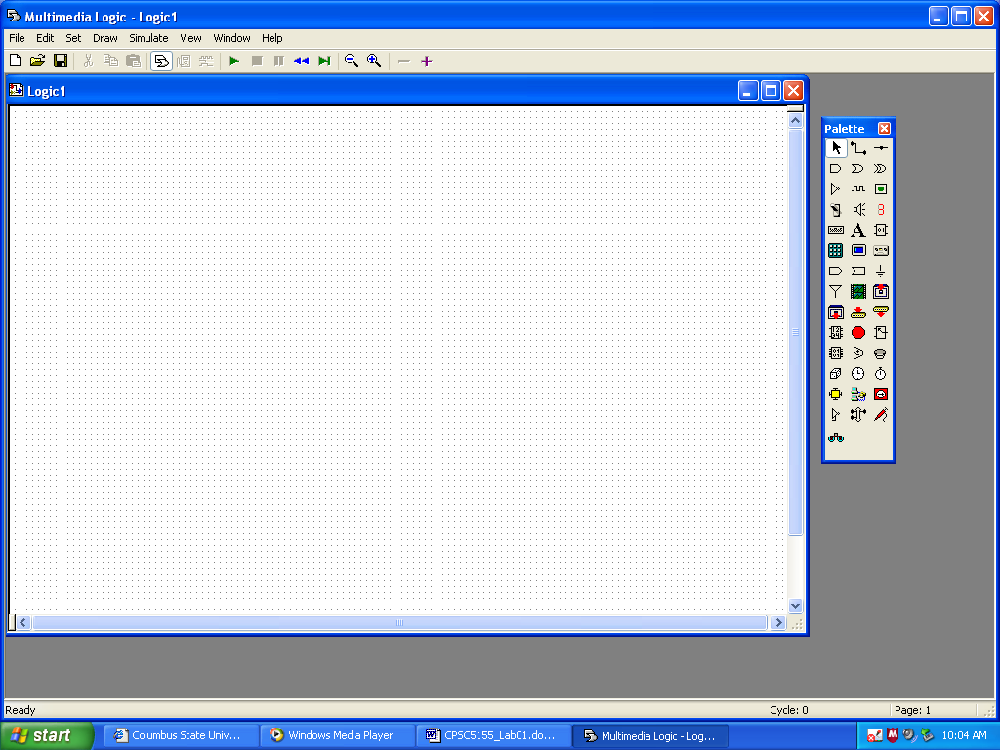 Multimedia Logic - Logic1
File Edit Set Draw Simulate View Window Help
Logic1
Palette
A
Ready Cycle: 0 Page: 1
start Columbus State Univ... Windows Media Player CPSC5155_Lab01.do... Multimedia Logic - Log... 10:04 AM